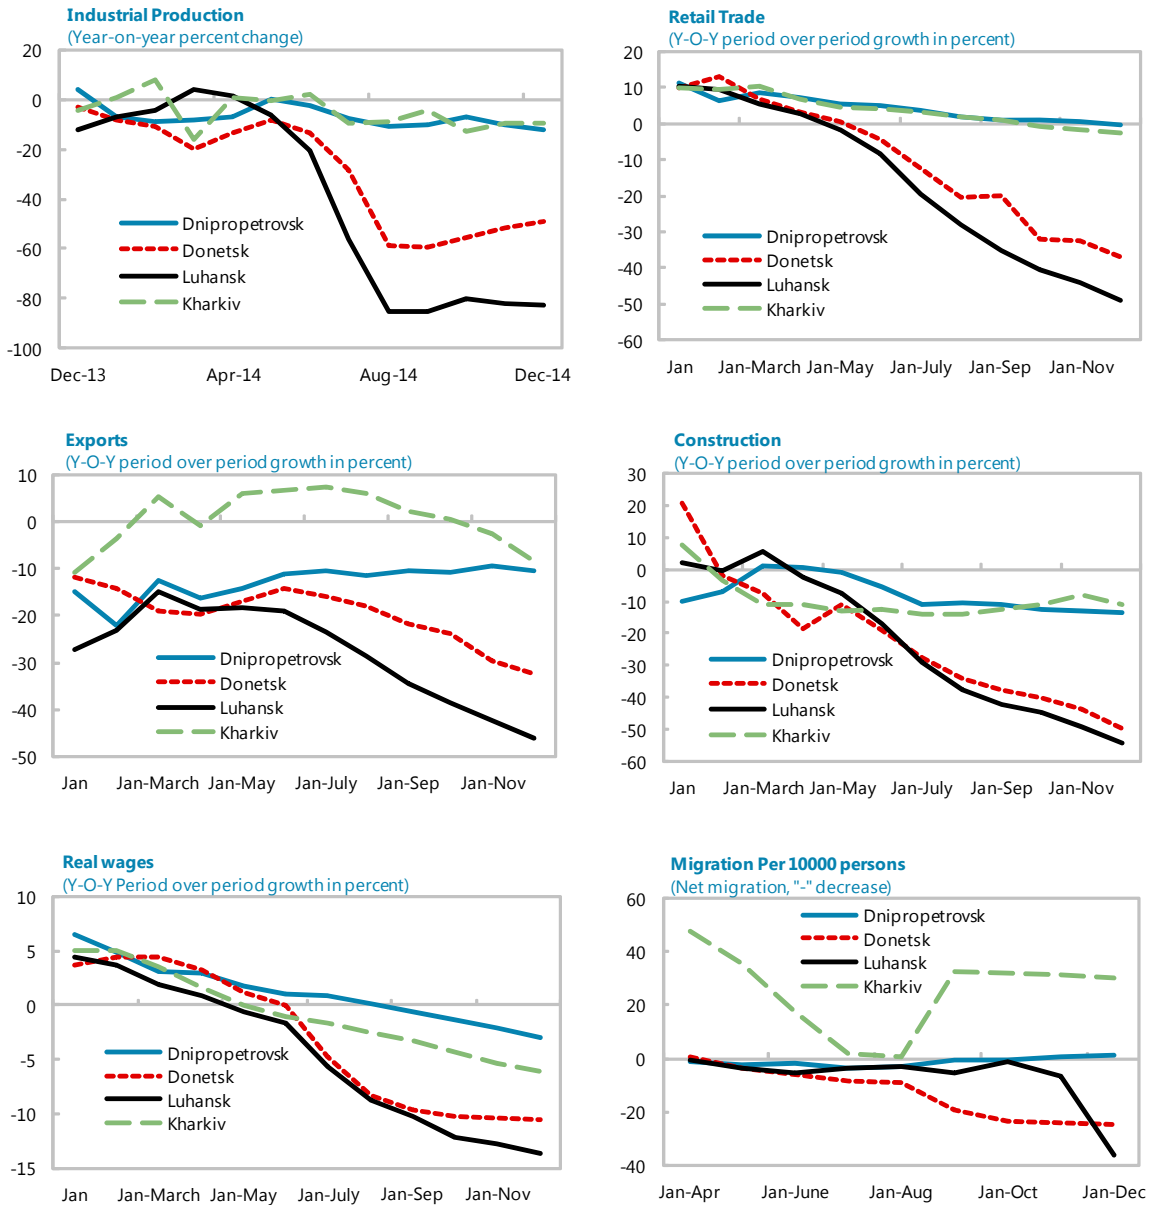 Industrial Production
(Year-on-year percent change)
20
0
-20
-40
-60
-80
-100
Dnipropetrovsk
Donetsk
Luhansk
Kharkiv
Dec-13 Apr-14 Aug-14 Dec-14
Retail Trade
(Y-O-Y period over period growth in percent)
20
10
0
-10
-20
-30
-40
-50
-60
Dnipropetrovsk
Donetsk
Luhansk
Kharkiv
Jan Jan-March Jan-May Jan-July Jan-Sep Jan-Nov
Exports
(Y-O-Y period over period growth in percent)
10
0
-10
-20
-30
-40
-50
Dnipropetrovsk
Donetsk
Luhansk
Kharkiv
Jan Jan-March Jan-May Jan-July Jan-Sep Jan-Nov
Construction
(Y-O-Y period over period growth in percent)
30
20
10
0
-10
-20
-30
-40
-50
-60
Dnipropetrovsk
Donetsk
Luhansk
Kharkiv
Jan Jan-March Jan-May Jan-July Jan-Sep Jan-Nov
Real wages
(Y-O-Y Period over period growth in percent)
10
5
0
-5
-10
-15
Dnipropetrovsk
Donetsk
Luhansk
Kharkiv
Jan Jan-March Jan-May Jan-July Jan-Sep Jan-Nov
Migration Per 10000 persons
(Net migration, "-" decrease)
60
40
20
0
-20
-40
Dnipropetrovsk
Donetsk
Luhansk
Kharkiv
Jan-Apr Jan-June Jan-Aug Jan-Oct Jan-Dec